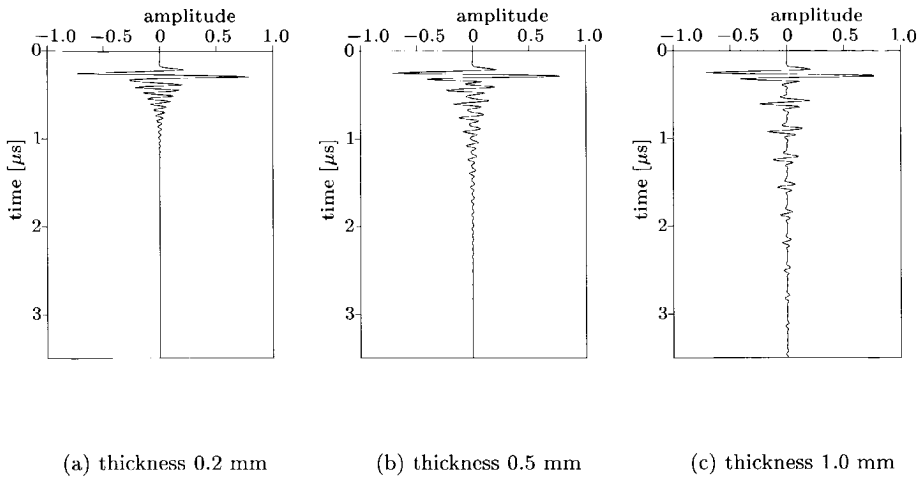 amplitude amplitude amplitude
−1.0 −0.5 0 0.5 1.0 −1.0 −0.5 0 0.5 1.0 −1.0 −0.5 0 0.5 1.0
0 0 0
1 1 1
time [μs] time [μs] time [μs]
2 2 2
3 3 3
(a) thickness 0.2 mm (b) thickness 0.5 mm (c) thickness 1.0 mm